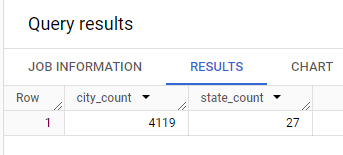 Query results
JOB INFORMATION RESULTS CHART
Row city_count state_count
1 4119 27